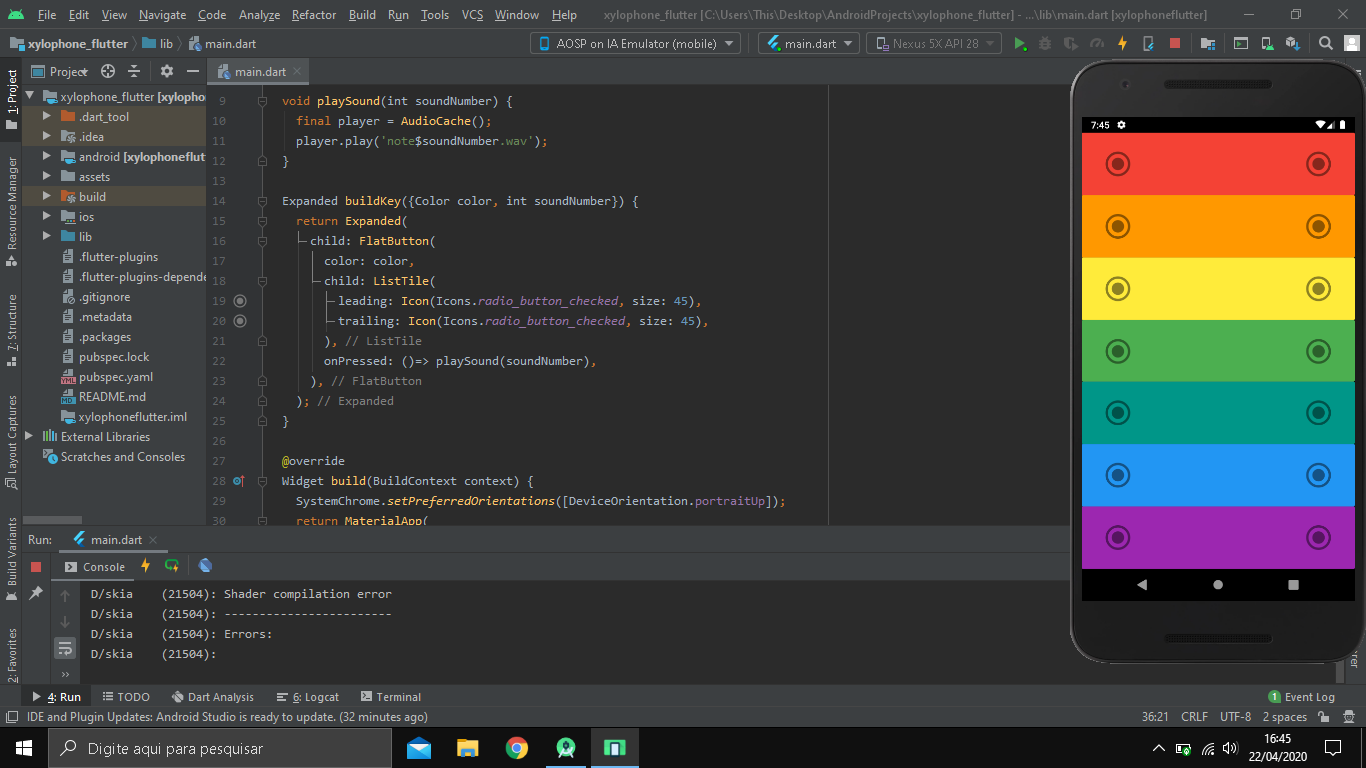 File Edit View Navigate Code Analyze Refactor Build Run Tools VCS Window Help xylophone_flutter [C:\Users\This\Desktop\AndroidProjects\xylophone_flutter] - ...\lib\main.dart [xylophoneflutter]
xylophone_flutter lib main.dart AOSP on IA Emulator (mobile) main.dart Nexus 5X API 28
Project main.dart
1: Project
Resource Manager
7: Structure
Layout Captures
Build Variants
2: Favorites
xylophone_flutter [xylopho
.dart_tool
.idea
android [xylophoneflut
assets
build
ios
lib
.flutter-plugins
.flutter-plugins-depende
.gitignore
.metadata
.packages
pubspec.lock
pubspec.yaml
README.md
xylophoneflutter.iml
External Libraries
Scratches and Consoles
9 void playSound(int soundNumber) {
10 final player = AudioCache();
11 player.play('note$soundNumber.wav');
12 }
13
14 Expanded buildKey({Color color, int soundNumber}) {
15 return Expanded(
16 child: FlatButton(
17 color: color,
18 child: ListTile(
19 leading: Icon(Icons.radio_button_checked, size: 45),
20 trailing: Icon(Icons.radio_button_checked, size: 45),
21 ), // ListTile
22 onPressed: ()=> playSound(soundNumber),
23 ), // FlatButton
24 ); // Expanded
25 }
26
27 @override
28 Widget build(BuildContext context) {
29 SystemChrome.setPreferredOrientations([DeviceOrientation.portraitUp]);
30 return MaterialApp(
7:45
Run: main.dart
Console
D/skia (21504): Shader compilation error
D/skia (21504): ------------------------
D/skia (21504): Errors:
D/skia (21504):
4: Run TODO Dart Analysis 6: Logcat Terminal 1 Event Log
IDE and Plugin Updates: Android Studio is ready to update. (32 minutes ago) 36:21 CRLF UTF-8 2 spaces
Digite aqui para pesquisar
16:45
22/04/2020